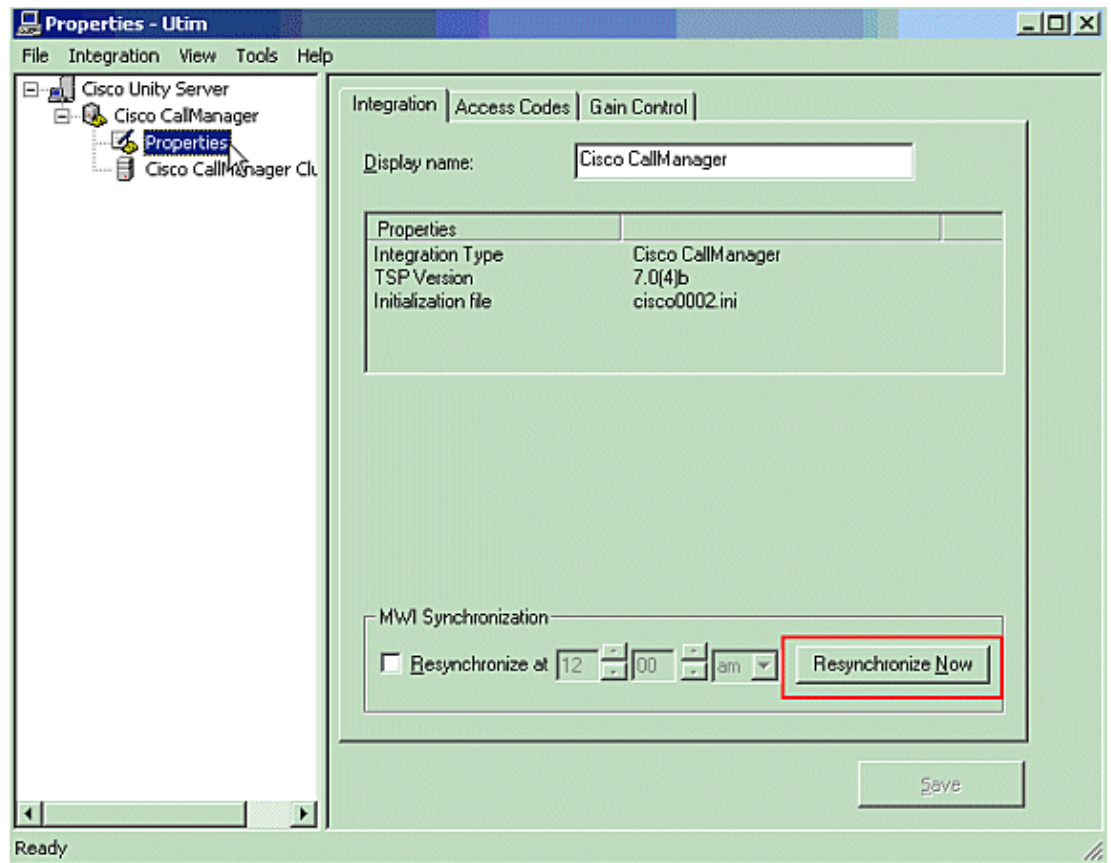 Properties - Utim
File Integration View Tools Help
Cisco Unity Server
Cisco CallManager
Properties
Cisco CallManager Clu
Integration
Access Codes
Gain Control
Display name:
Cisco CallManager
Properties
Integration Type Cisco CallManager
TSP Version 7.0(4)b
Initialization file cisco0002.ini
MWI Synchronization
Resynchronize at 12 00 am Resynchronize Now
Save
Ready